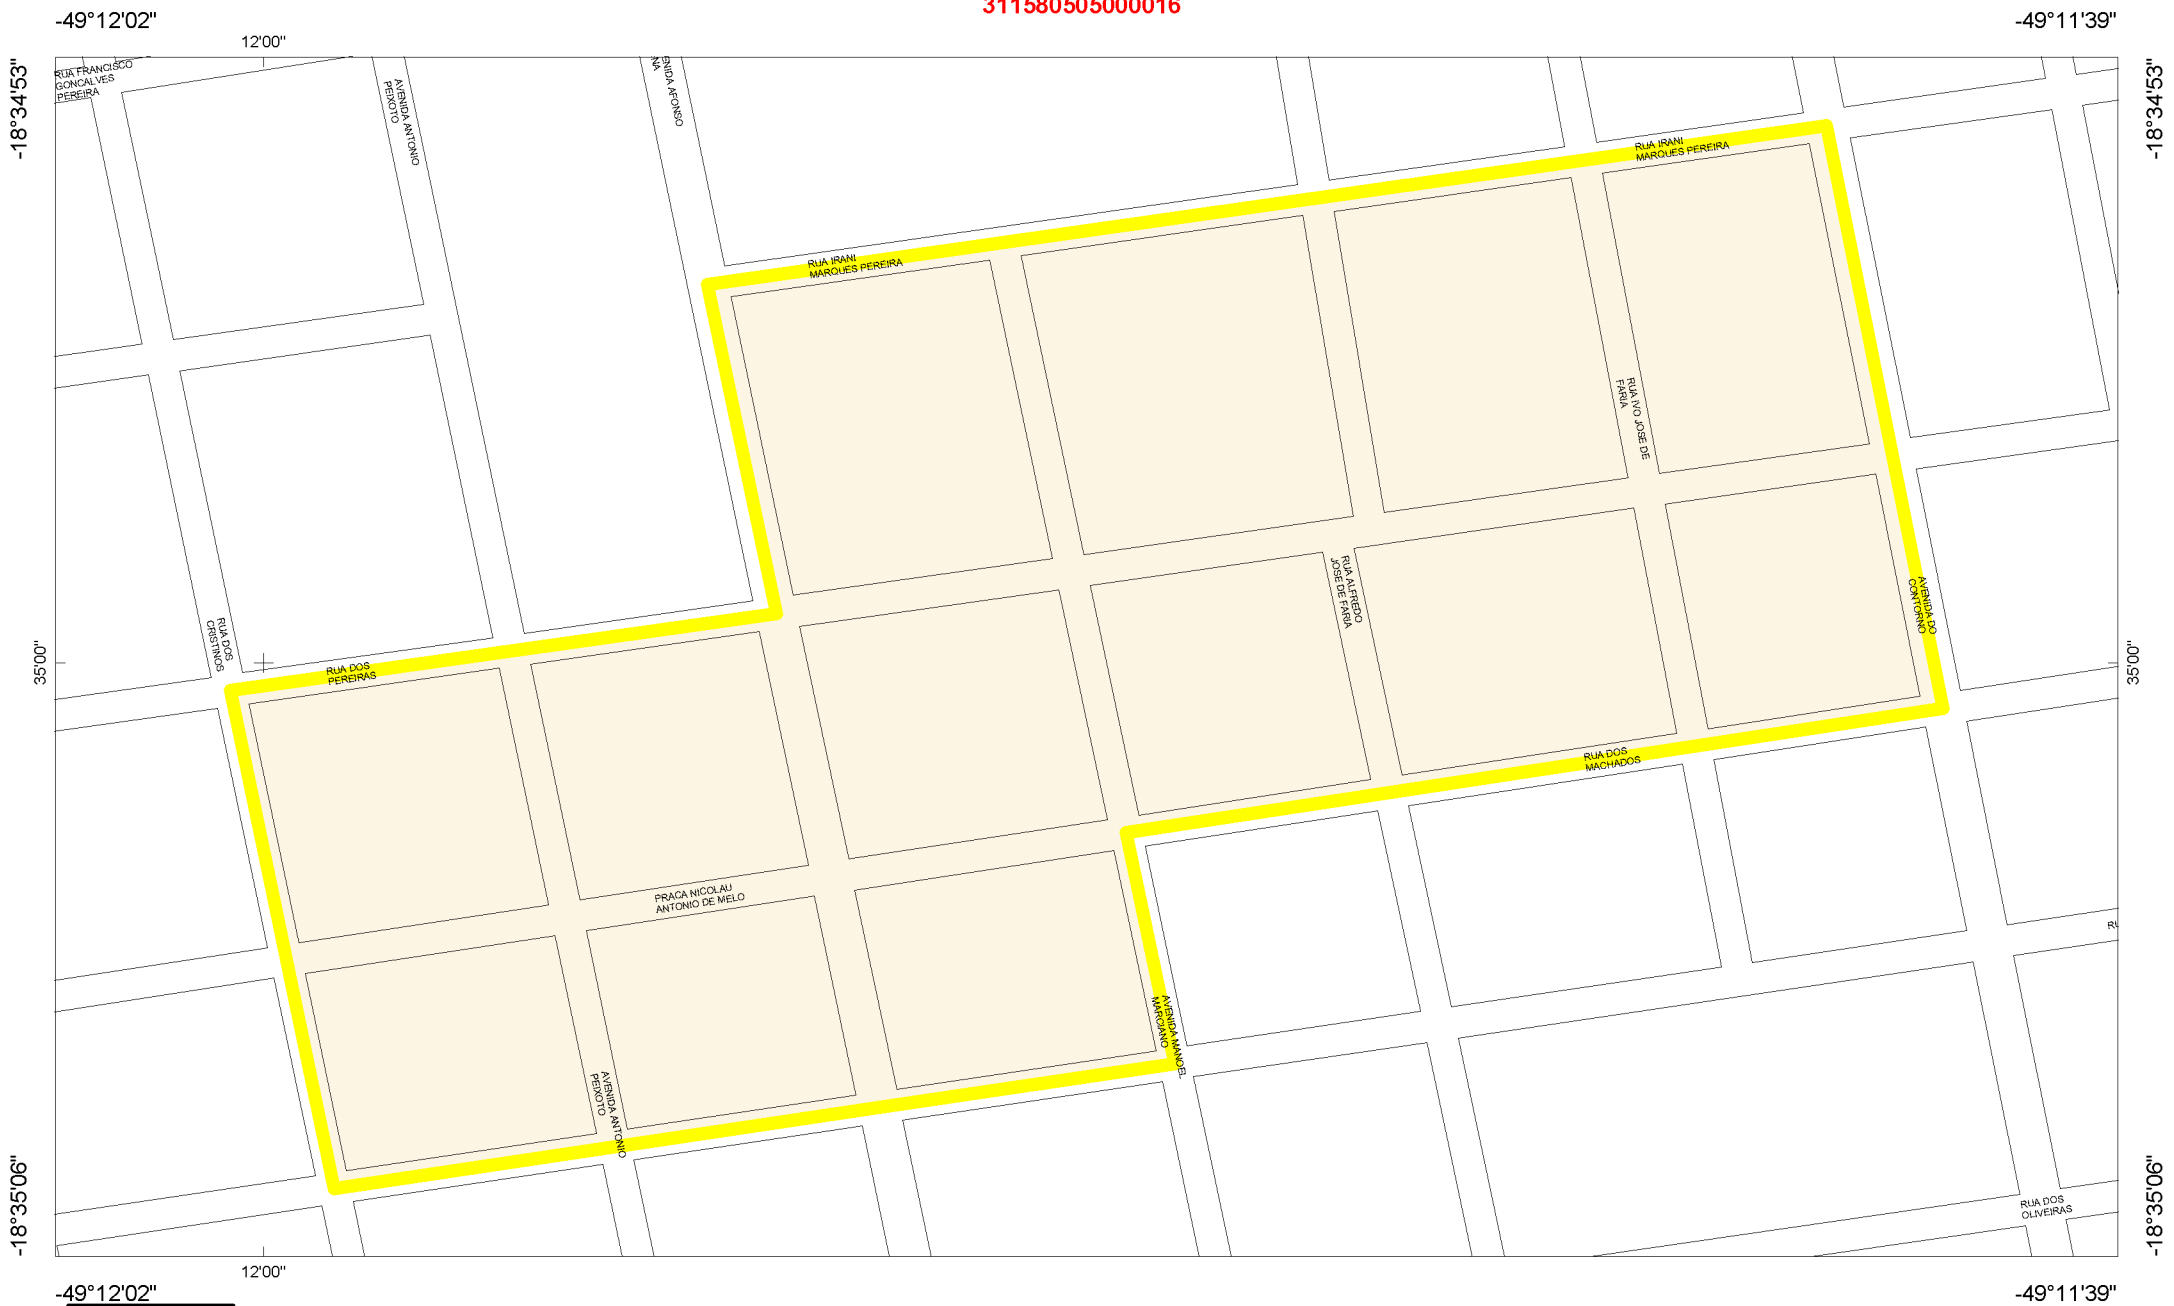 311580505000016
-49°12'02"
-49°11'39"
12'00"
-18°34'53"
-18°34'53"
RUA FRANCISCO
GONCALVES
PEREIRA
AVENIDA ANTONIO
PEIXOTO
ENIDA AFONSO
NA
RUA IRANI
MARQUES PEREIRA
RUA IRANI
MARQUES PEREIRA
RUA IVO JOSE DE
FARIA
RUA ALFREDO
JOSE DE FARIA
AVENIDA DO
CONTORNO
RUA DOS
CRISTINOS
RUA DOS
PEREIRAS
35'00"
35'00"
RUA DOS
MACHADOS
PRACA NICOLAU
ANTONIO DE MELO
RU
AVENIDA MANOEL
MARCIANO
AVENIDA ANTONIO
PEIXOTO
RUA DOS
OLIVEIRAS
-18°35'06"
-18°35'06"
12'00"
-49°12'02"
-49°11'39"